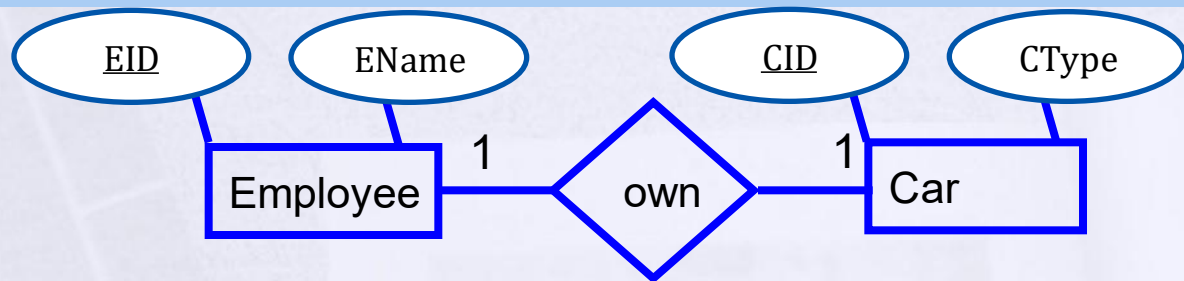 EID
EName
CID
CType
Employee
1
own
1
Car